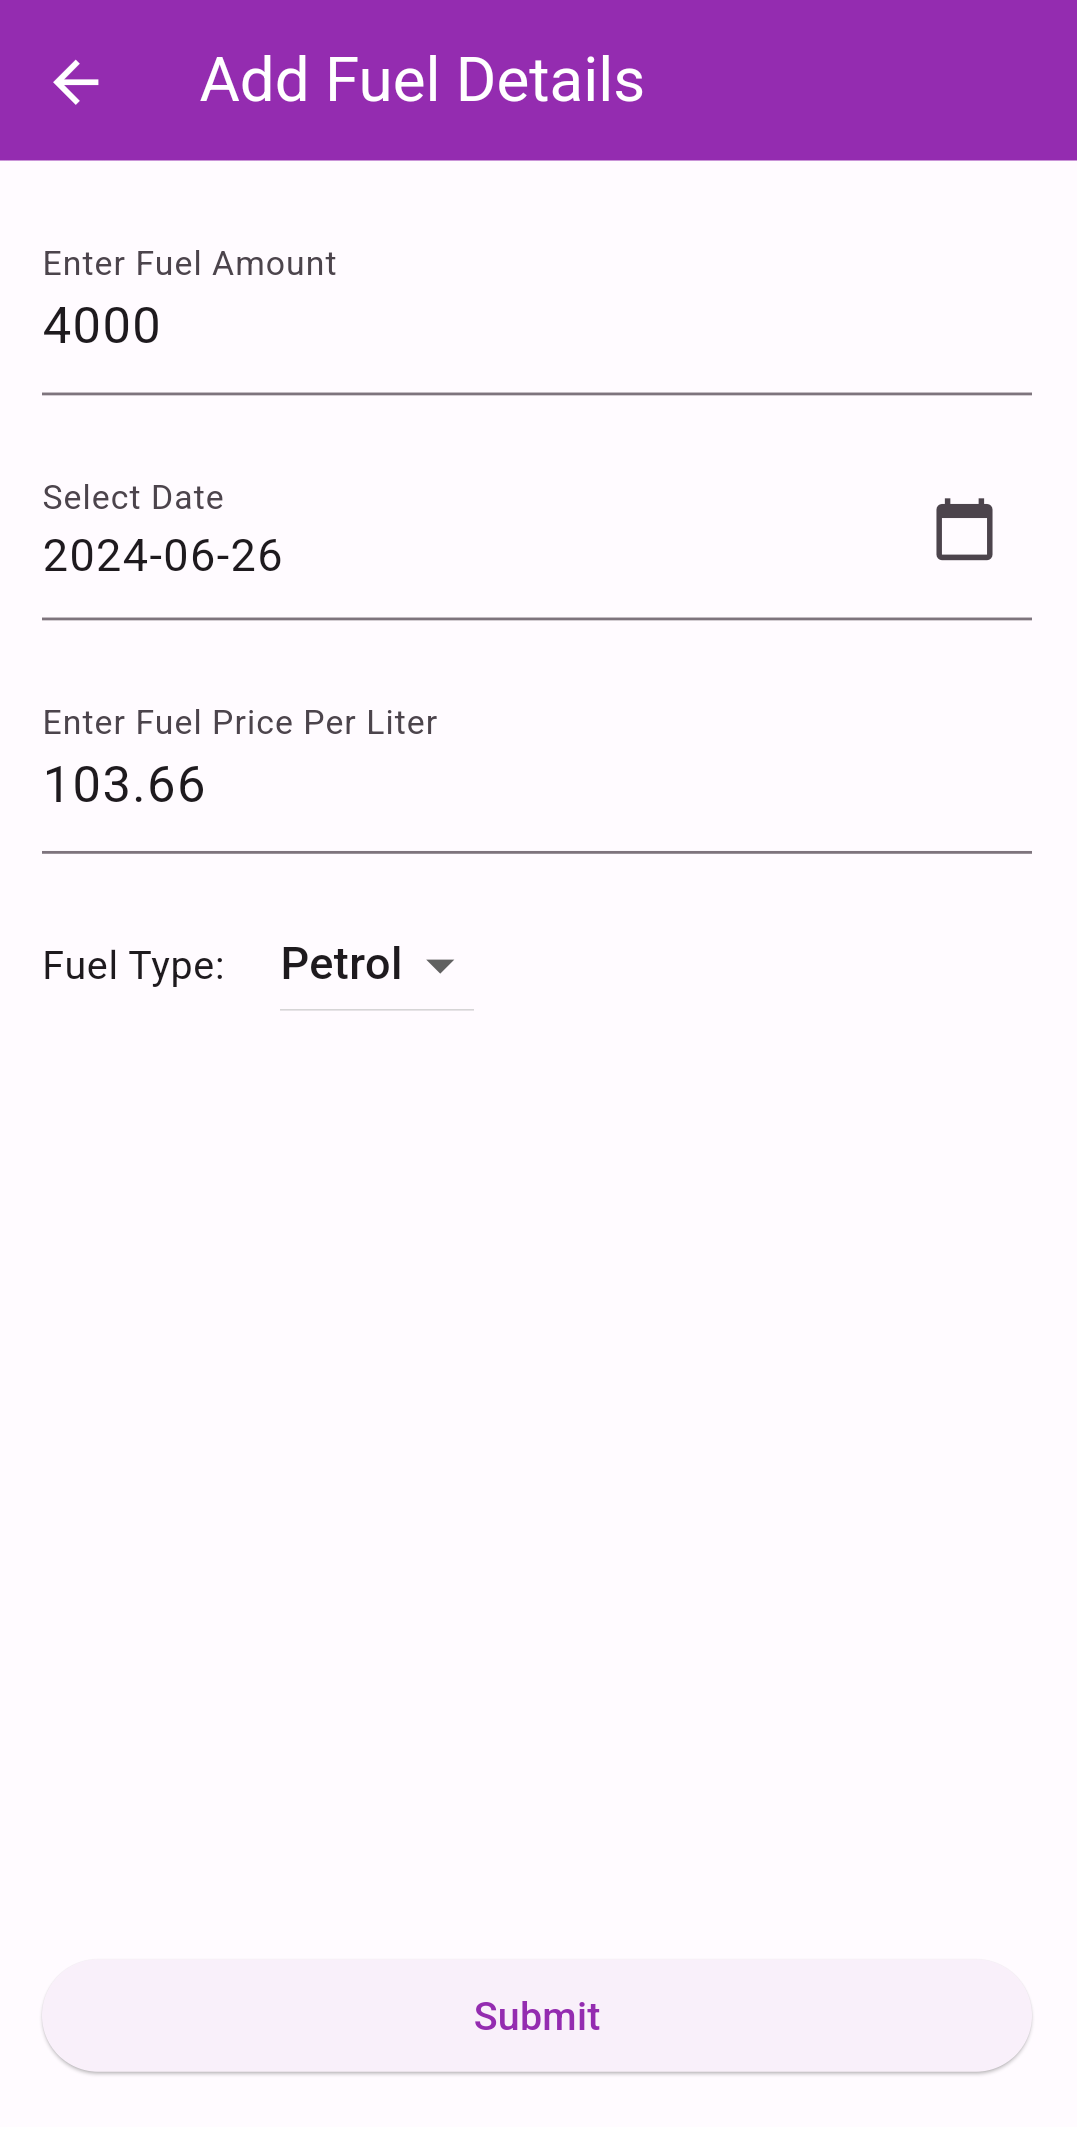 Add Fuel Details
Enter Fuel Amount
4000
Select Date
2024-06-26
Enter Fuel Price Per Liter
103.66
Fuel Type: Petrol
Submit